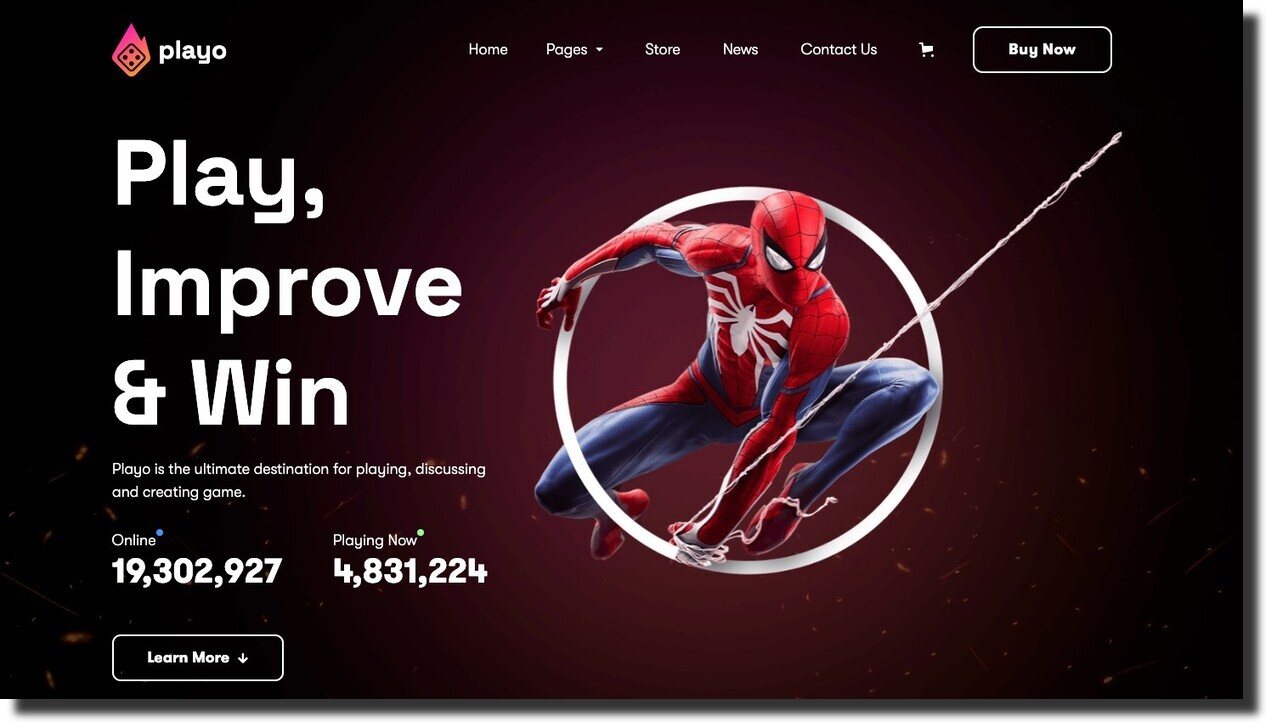 playo
Home Pages Store News Contact Us Buy Now
Play,
Improve
& Win
Playo is the ultimate destination for playing, discussing
and creating game.
Online Playing Now
19,302,927 4,831,224
Learn More ↓